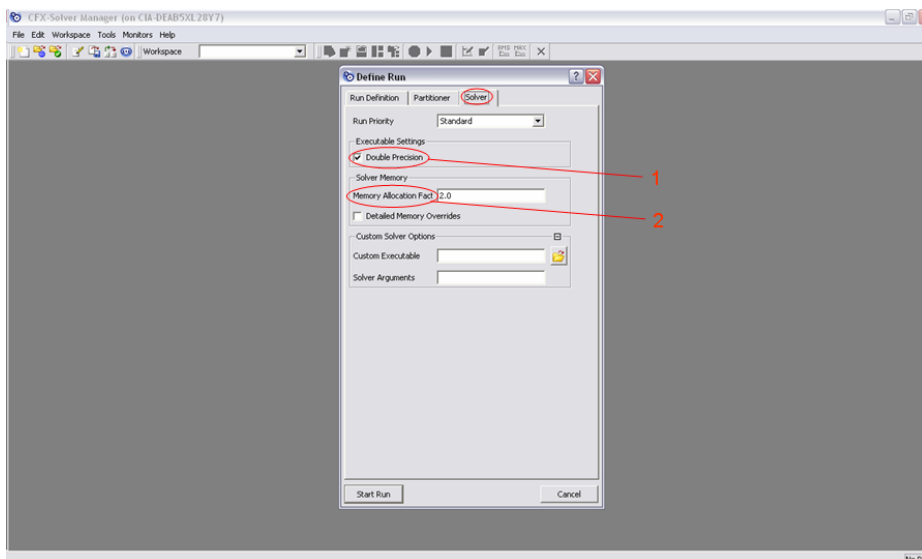 CFX-Solver Manager (on CIA-DEAB5XL28Y7)
File Edit Workspace Tools Monitors Help
Workspace
Define Run
Run Definition Partitioner Solver
Run Priority Standard
Executable Settings
Double Precision
1
Solver Memory
Memory Allocation Fact 2.0
2
Detailed Memory Overrides
Custom Solver Options
Custom Executable
Solver Arguments
Start Run Cancel